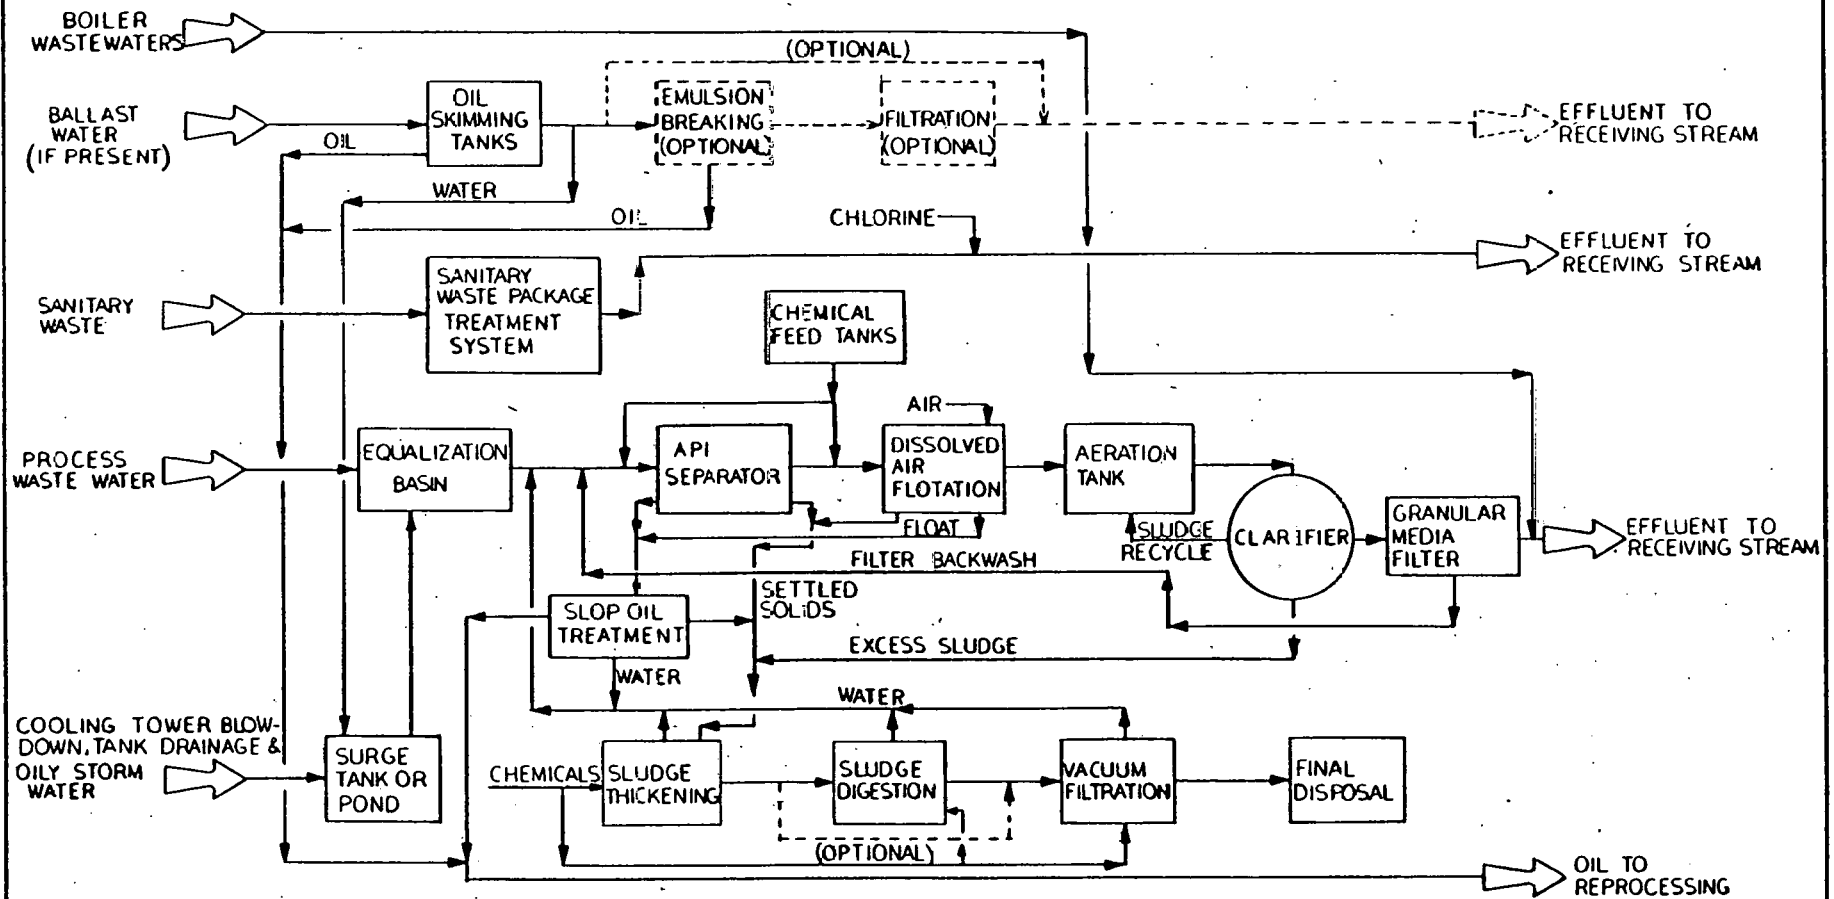 BOILER
WASTEWATERS
(OPTIONAL)
BALLAST
WATER
(IF PRESENT)
OIL
SKIMMING
TANKS
EMULSION
BREAKING
(OPTIONAL)
FILTRATION
(OPTIONAL)
EFFLUENT TO
RECEIVING STREAM
OIL
WATER
OIL
CHLORINE
EFFLUENT TO
RECEIVING STREAM
SANITARY
WASTE
SANITARY
WASTE PACKAGE
TREATMENT
SYSTEM
CHEMICAL
FEED TANKS
AIR
PROCESS
WASTE WATER
EQUALIZATION
BASIN
API
SEPARATOR
DISSOLVED
AIR
FLOTATION
AERATION
TANK
FLOAT
SLUDGE
RECYCLE
CLARIFIER
GRANULAR
MEDIA
FILTER
EFFLUENT TO
RECEIVING STREAM
FILTER BACKWASH
SETTLED
SOLIDS
SLOP OIL
TREATMENT
EXCESS SLUDGE
WATER
WATER
COOLING TOWER BLOW-
DOWN, TANK DRAINAGE &
OILY STORM
WATER
SURGE
TANK OR
POND
CHEMICALS
SLUDGE
THICKENING
SLUDGE
DIGESTION
VACUUM
FILTRATION
FINAL
DISPOSAL
(OPTIONAL)
OIL TO
REPROCESSING